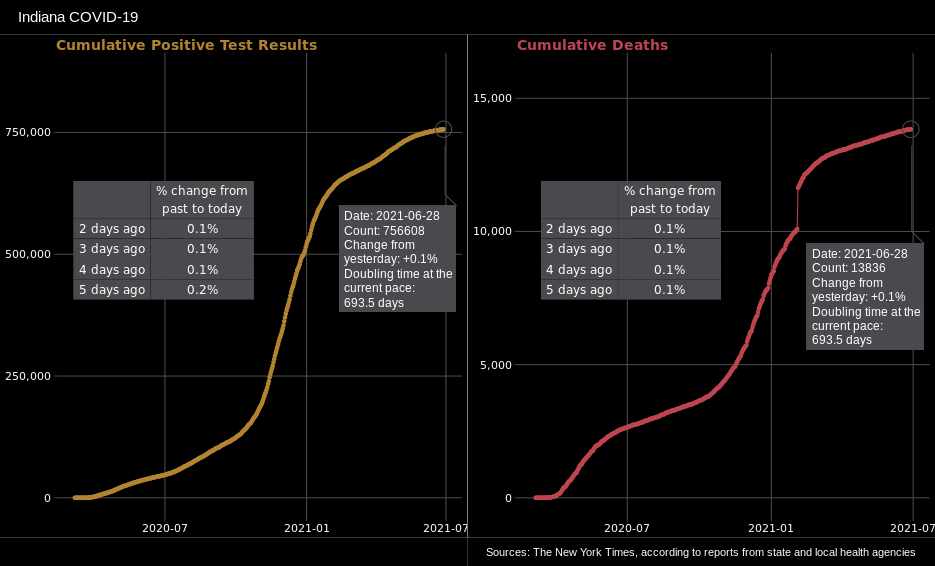 Indiana COVID-19
Cumulative Positive Test Results
750,000
500,000
250,000
0
2020-07
2021-01
2021-07
% change from
past to today
2 days ago 0.1%
3 days ago 0.1%
4 days ago 0.1%
5 days ago 0.2%
Date: 2021-06-28
Count: 756608
Change from
yesterday: +0.1%
Doubling time at the
current pace:
693.5 days
Cumulative Deaths
15,000
10,000
5,000
0
2020-07
2021-01
2021-07
% change from
past to today
2 days ago 0.1%
3 days ago 0.1%
4 days ago 0.1%
5 days ago 0.1%
Date: 2021-06-28
Count: 13836
Change from
yesterday: +0.1%
Doubling time at the
current pace:
693.5 days
Sources: The New York Times, according to reports from state and local health agencies